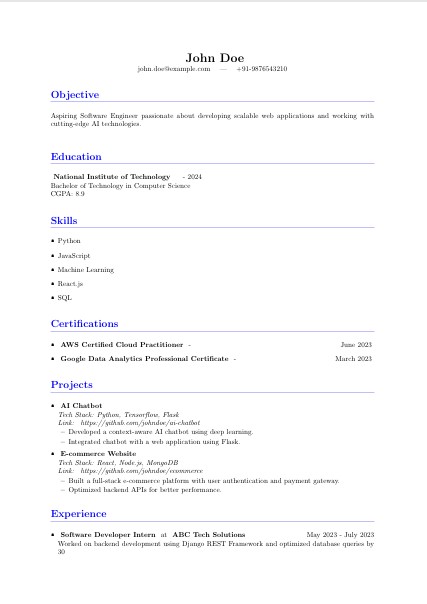 John Doe
john.doe@example.com — +91-9876543210
Objective
Aspiring Software Engineer passionate about developing scalable web applications and working with
cutting-edge AI technologies.
Education
National Institute of Technology - 2024
Bachelor of Technology in Computer Science
CGPA: 8.9
Skills
• Python
• JavaScript
• Machine Learning
• React.js
• SQL
Certifications
• AWS Certified Cloud Practitioner - June 2023
• Google Data Analytics Professional Certificate - March 2023
Projects
• AI Chatbot
Tech Stack: Python, Tensorflow, Flask
Link: https://github.com/johndoe/ai-chatbot
– Developed a context-aware AI chatbot using deep learning.
– Integrated chatbot with a web application using Flask.
• E-commerce Website
Tech Stack: React, Node.js, MongoDB
Link: https://github.com/johndoe/ecommerce
– Built a full-stack e-commerce platform with user authentication and payment gateway.
– Optimized backend APIs for better performance.
Experience
• Software Developer Intern at ABC Tech Solutions May 2023 - July 2023
Worked on backend development using Django REST Framework and optimized database queries by
30